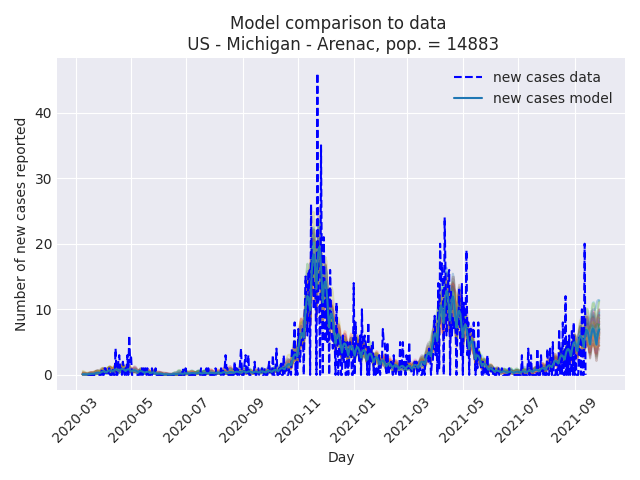 Model comparison to data
US - Michigan - Arenac, pop. = 14883
new cases data
new cases model
Number of new cases reported
40
30
20
10
0
2020-03
2020-05
2020-07
2020-09
2020-11
2021-01
2021-03
2021-05
2021-07
2021-09
Day